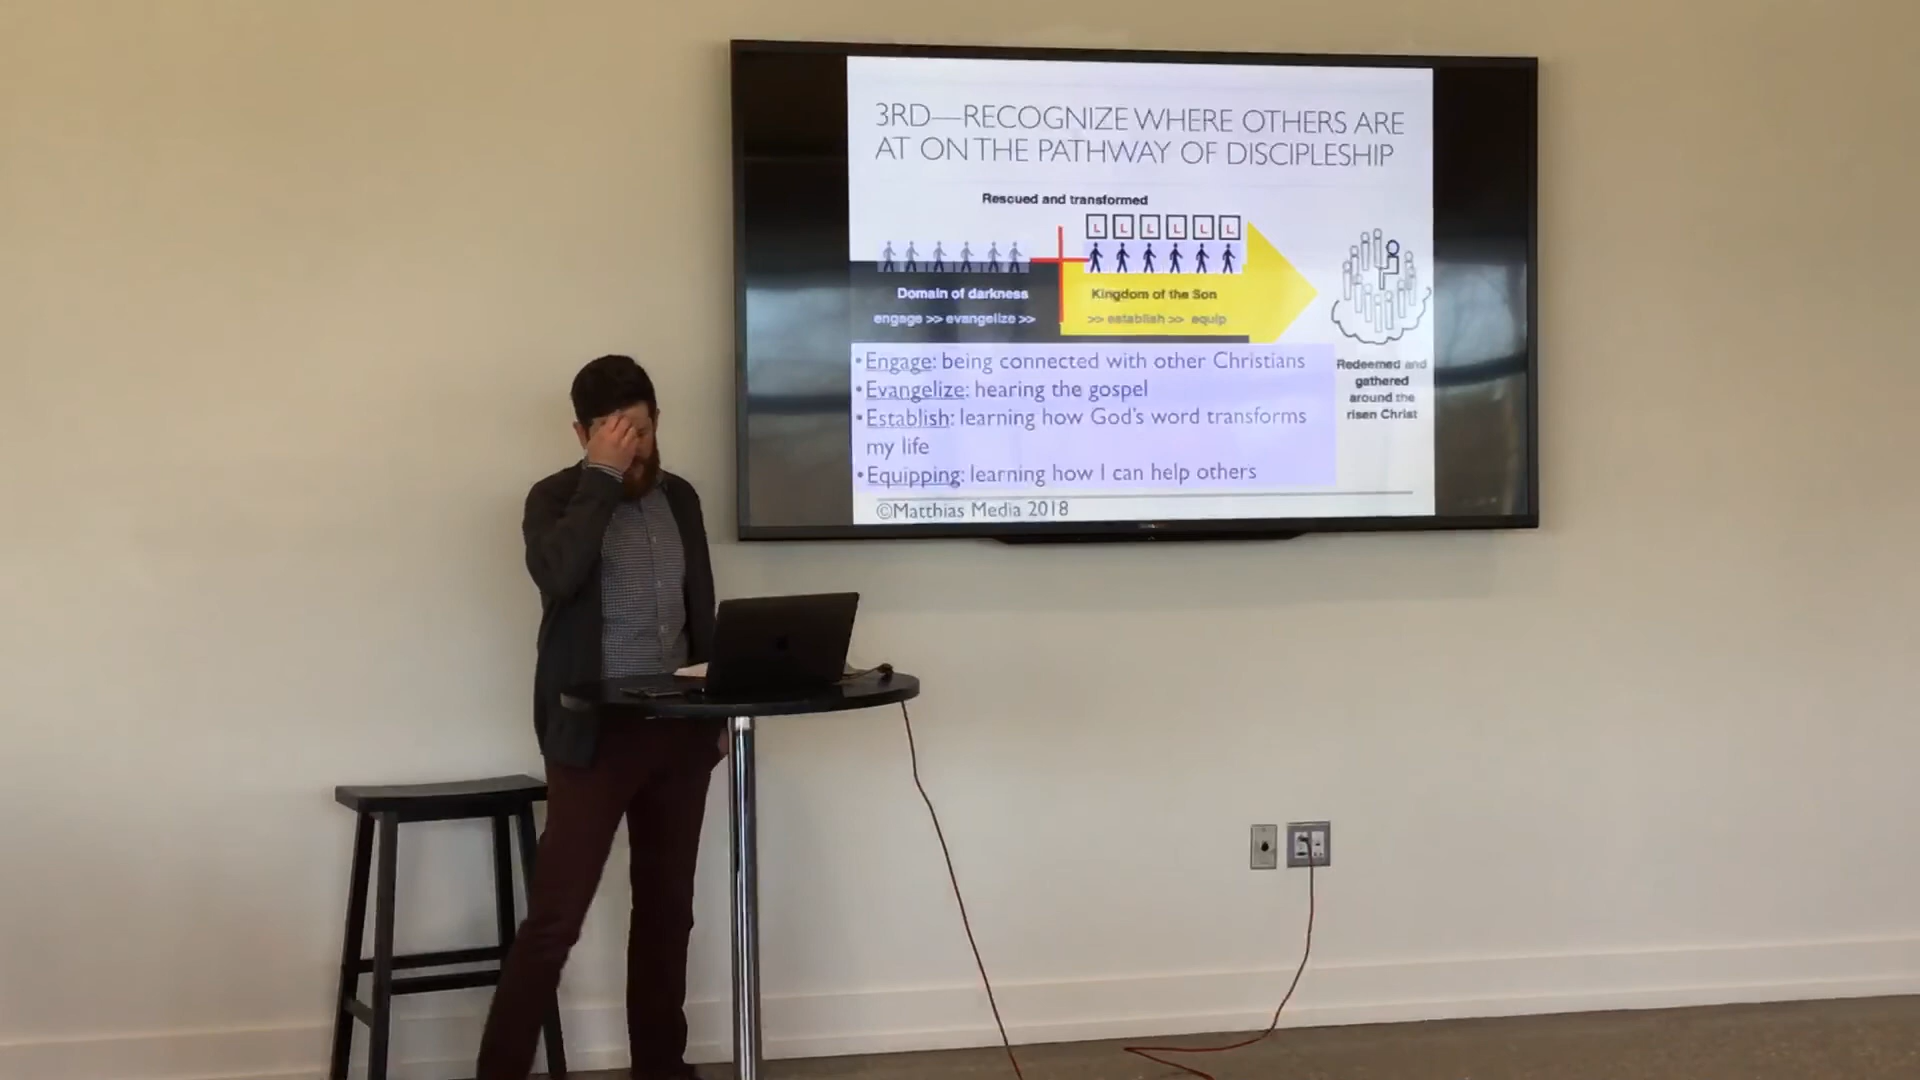 3RD—RECOGNIZE WHERE OTHERS ARE
AT ON THE PATHWAY OF DISCIPLESHIP
Rescued and transformed
L L L L L L
Domain of darkness
engage >> evangelize >>
Kingdom of the Son
>> establish >> equip
Redeemed and
gathered
around the
risen Christ
• Engage: being connected with other Christians
• Evangelize: hearing the gospel
• Establish: learning how God's word transforms
my life
• Equipping: learning how I can help others
©Matthias Media 2018